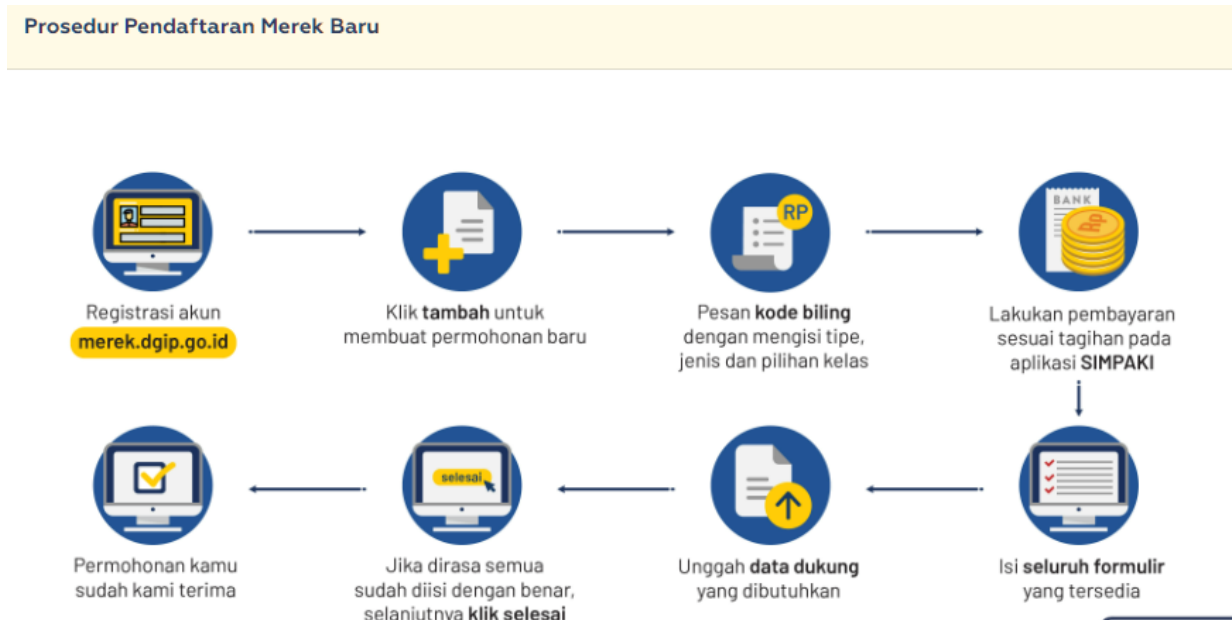 Prosedur Pendaftaran Merek Baru
Registrasi akun
merek.dgip.go.id
Klik tambah untuk
membuat permohonan baru
RP
Pesan kode biling
dengan mengisi tipe,
jenis dan pilihan kelas
BANK
Rp
Lakukan pembayaran
sesuai tagihan pada
aplikasi SIMPAKI
Isi seluruh formulir
yang tersedia
Unggah data dukung
yang dibutuhkan
selesai
Jika dirasa semua
sudah diisi dengan benar,
selanjutnya klik selesai
Permohonan kamu
sudah kami terima